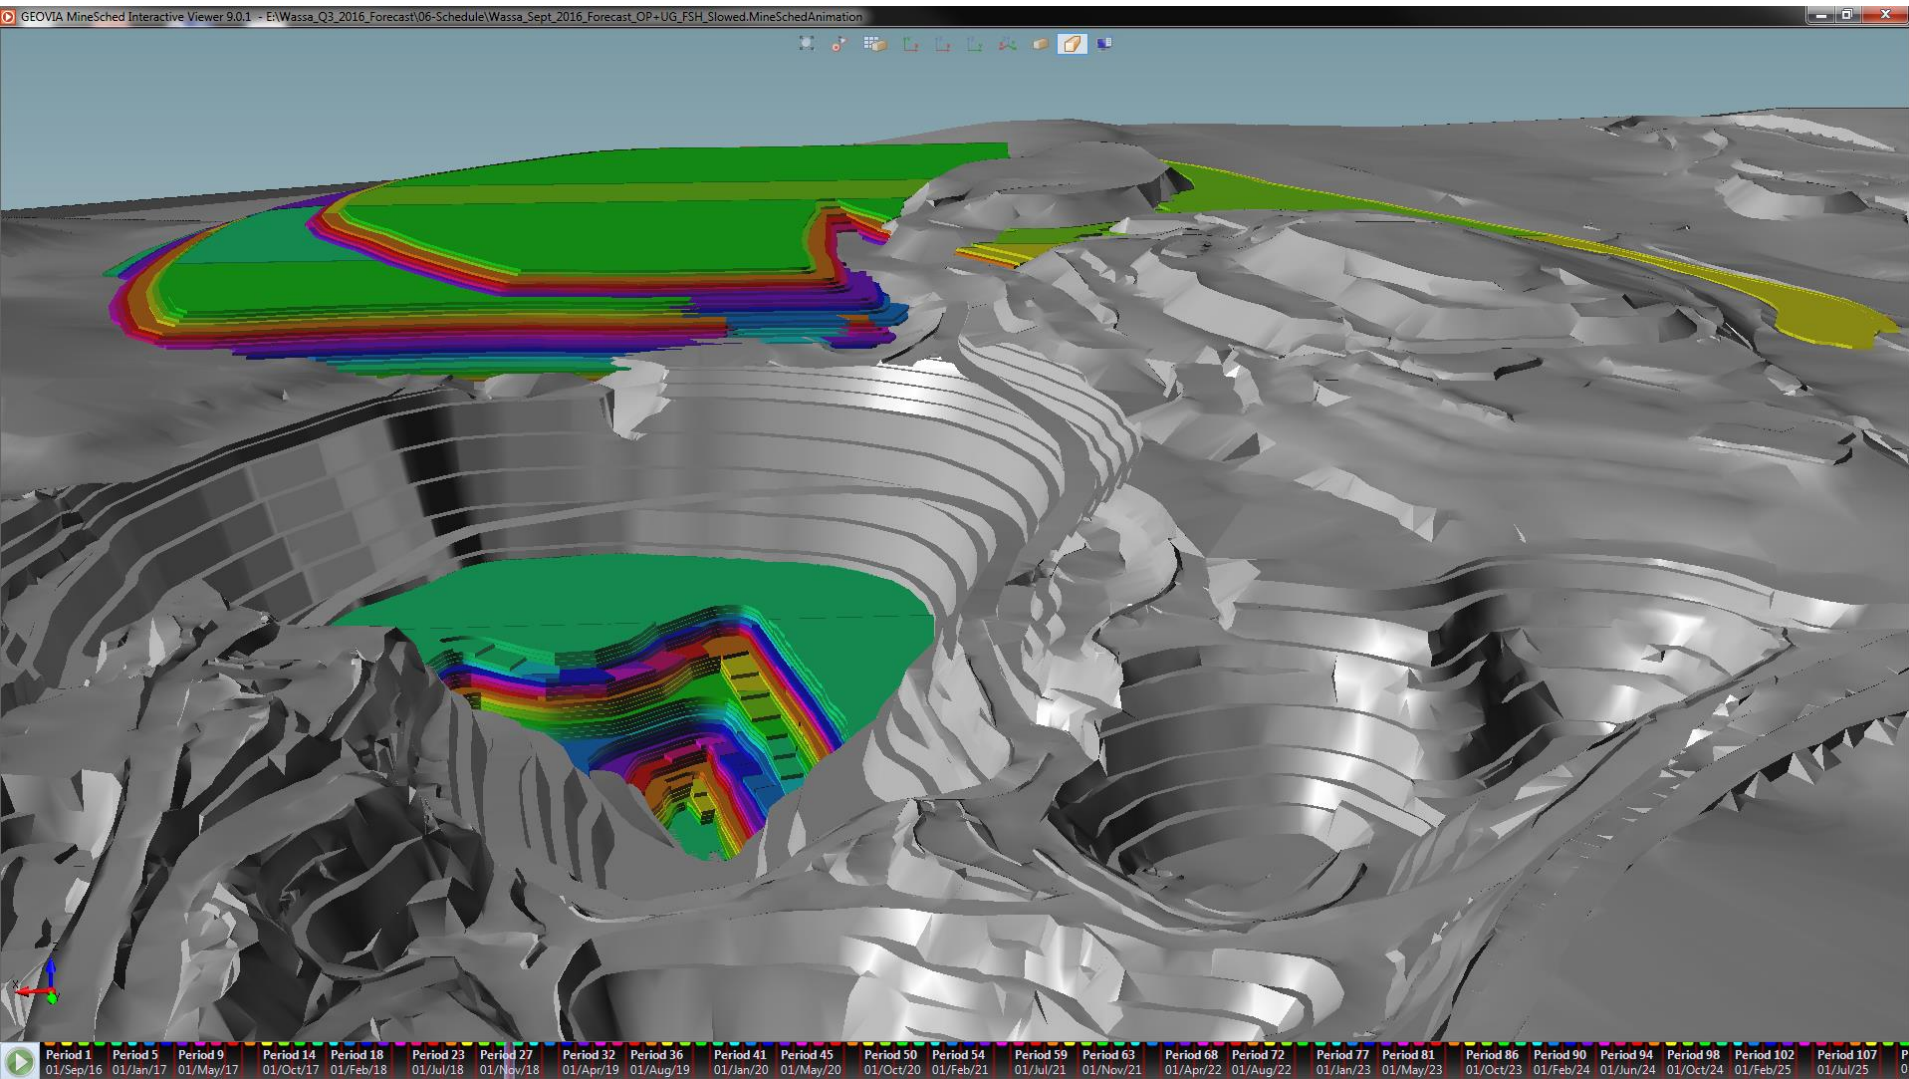 GEOVIA MineSched Interactive Viewer 9.0.1 - E:\Wassa_Q3_2016_Forecast\06-Schedule\Wassa_Sept_2016_Forecast_OP+UG_FSH_Slowed.MineSchedAnimation
Period 1 Period 5 Period 9 Period 14 Period 18 Period 23 Period 27 Period 32 Period 36 Period 41 Period 45 Period 50 Period 54 Period 59 Period 63 Period 68 Period 72 Period 77 Period 81 Period 86 Period 90 Period 94 Period 98 Period 102 Period 107 P
01/Sep/16 01/Jan/17 01/May/17 01/Oct/17 01/Feb/18 01/Jul/18 01/Nov/18 01/Apr/19 01/Aug/19 01/Jan/20 01/May/20 01/Oct/20 01/Feb/21 01/Jul/21 01/Nov/21 01/Apr/22 01/Aug/22 01/Jan/23 01/May/23 01/Oct/23 01/Feb/24 01/Jun/24 01/Oct/24 01/Feb/25 01/Jul/25 0